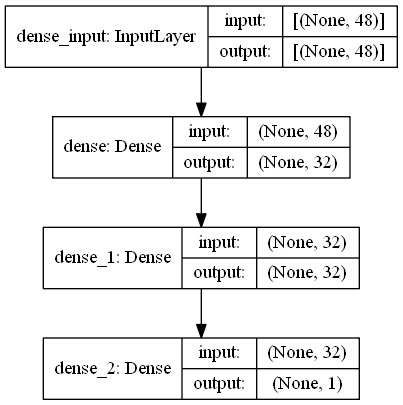 dense_input: InputLayer
input: [(None, 48)]
output: [(None, 48)]
dense: Dense
input: (None, 48)
output: (None, 32)
dense_1: Dense
input: (None, 32)
output: (None, 32)
dense_2: Dense
input: (None, 32)
output: (None, 1)